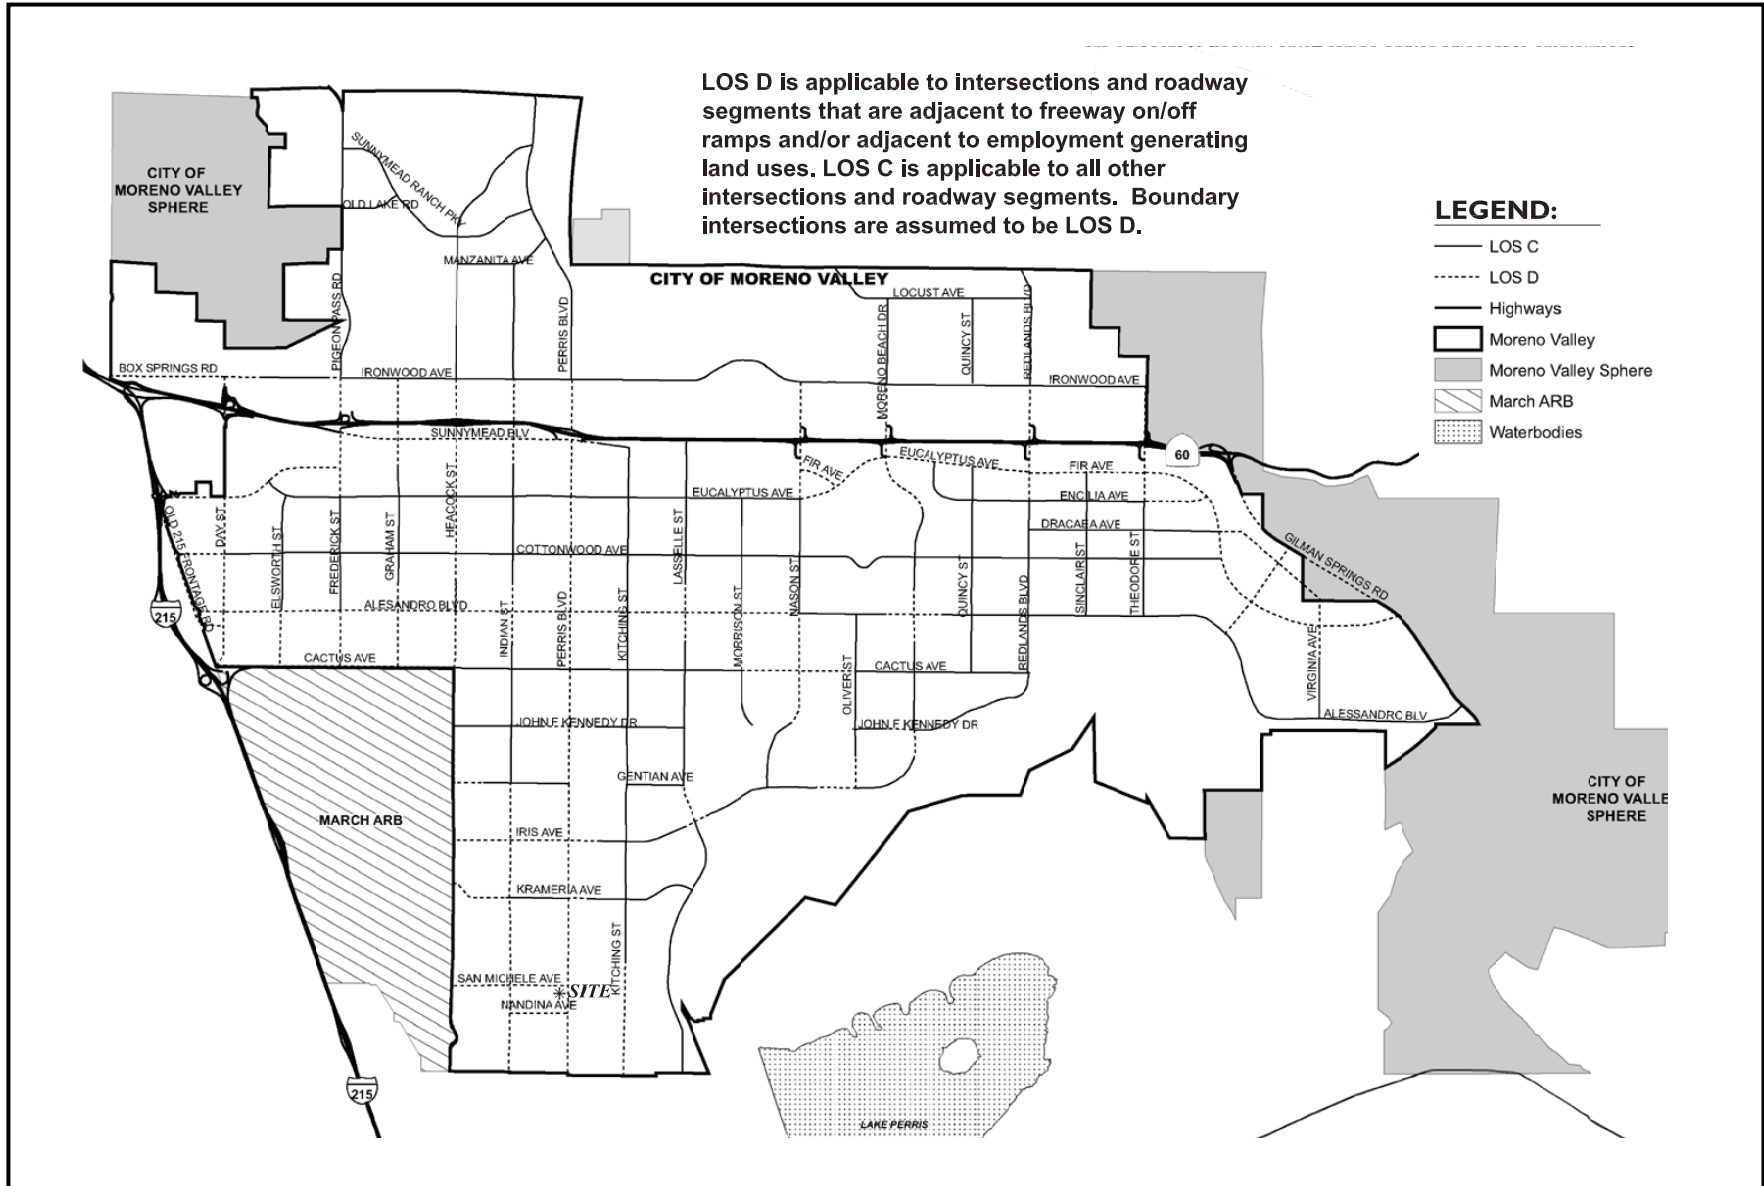 LOS D is applicable to intersections and roadway
segments that are adjacent to freeway on/off
ramps and/or adjacent to employment generating
land uses. LOS C is applicable to all other
intersections and roadway segments.  Boundary
intersections are assumed to be LOS D.
LEGEND:
LOS C
LOS D
Highways
Moreno Valley
Moreno Valley Sphere
March ARB
Waterbodies
CITY OF
MORENO VALLEY
SPHERE
SUNNYMEAD RANCH PKY
OLD LAKE RD
MANZANITA AVE
CITY OF MORENO VALLEY
PIGEON PASS RD
PERRIS BLVD
LOCUST AVE
MORENO BEACH DR
QUINCY ST
REDLANDS BLVD
BOX SPRINGS RD
IRONWOOD AVE
IRONWOOD AVE
SUNNYMEAD BLV
60
FIR AVE
EUCALYPTUS AVE
FIR AVE
EUCALYPTUS AVE
ENCILIA AVE
OLD 215 FRONTAGE RD
DAY ST
ELSWORTH ST
FREDERICK ST
GRAHAM ST
HEACOCK ST
LASSELLE ST
DRACAEA AVE
COTTONWOOD AVE
GILMAN SPRINGS RD
NASON ST
QUINCY ST
REDLANDS BLVD
SINCLAIR ST
THEODORE ST
215
ALESANDRO BLVD
INDIAN ST
PERRIS BLVD
KITCHING ST
MORRISON ST
OLIVER ST
VIRGINIA AVE
CACTUS AVE
CACTUS AVE
JOHN F KENNEDY DR
JOHN F KENNEDY DR
ALESSANDRO BLV
GENTIAN AVE
CITY OF
MORENO VALLE
SPHERE
MARCH ARB
IRIS AVE
KRAMERIA AVE
KITCHING ST
SAN MICHELE AVE
SITE
NANDINA AVE
215
LAKE PERRIS